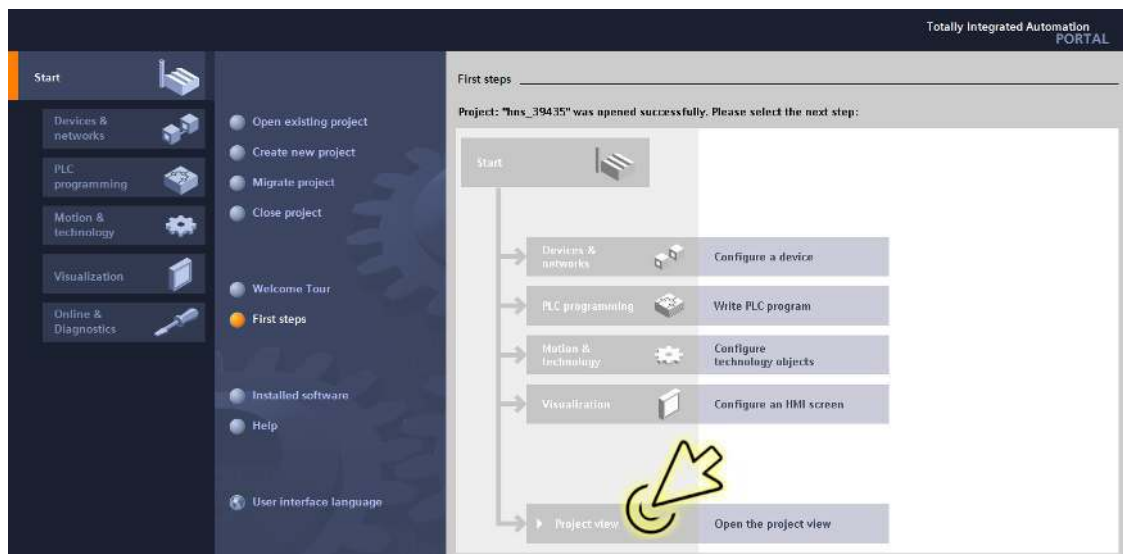 Totally Integrated Automation
PORTAL
Start
Devices &
networks
PLC
programming
Motion &
technology
Visualization
Online &
Diagnostics
Open existing project
Create new project
Migrate project
Close project
Welcome Tour
First steps
Installed software
Help
User interface language
First steps
Project: "hns_39435" was opened successfully. Please select the next step:
Start
Devices &
networks
Configure a device
PLC programming
Write PLC program
Motion &
technology
Configure
technology objects
Visualization
Configure an HMI screen
Project view
Open the project view